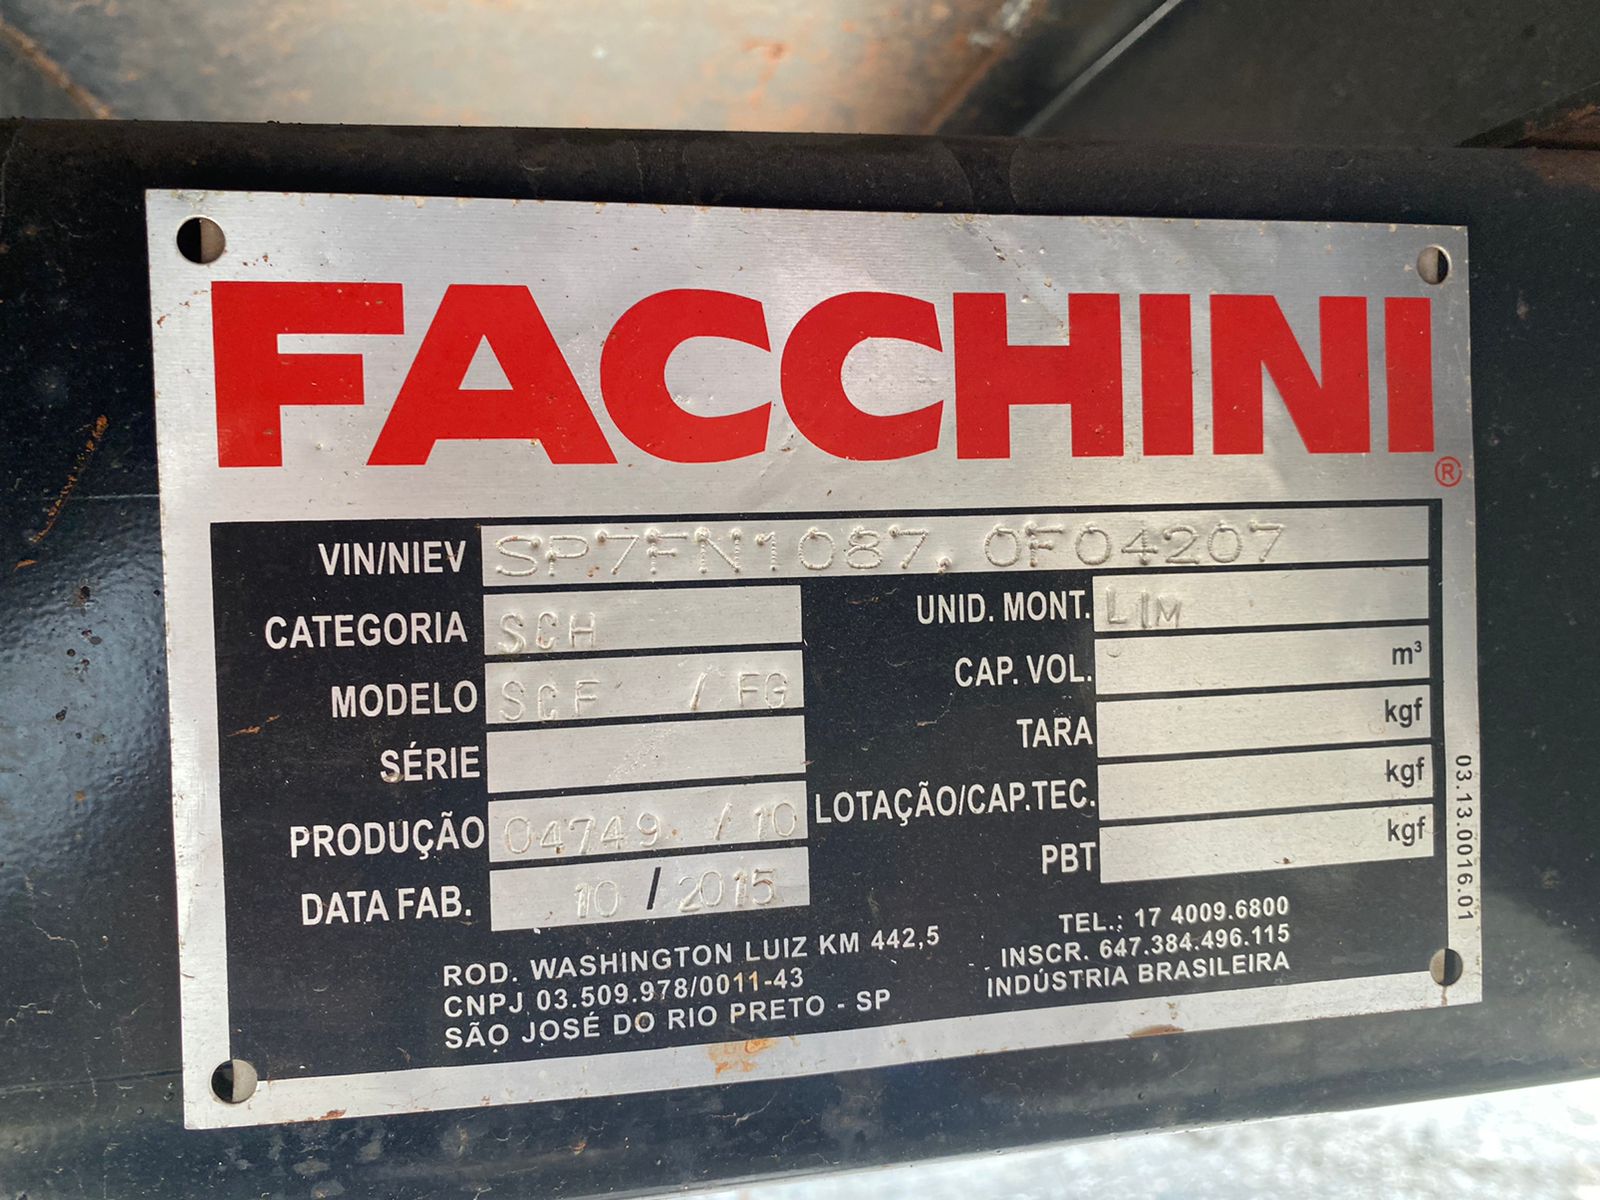 FACCHINI®
VIN/NIEV SP7FN1087. 0F04207
CATEGORIA SCH
MODELO SCF / FG
SÉRIE
PRODUÇÃO 04749. / 10
DATA FAB. 10 / 2015
UNID. MONT. LIM
CAP. VOL. m³
TARA kgf
LOTAÇÃO/CAP.TEC. kgf
PBT kgf
ROD. WASHINGTON LUIZ KM 442,5
CNPJ 03.509.978/0011-43
SÃO JOSÉ DO RIO PRETO - SP
TEL.: 17 4009.6800
INSCR. 647.384.496.115
INDÚSTRIA BRASILEIRA
03.13.0016.01